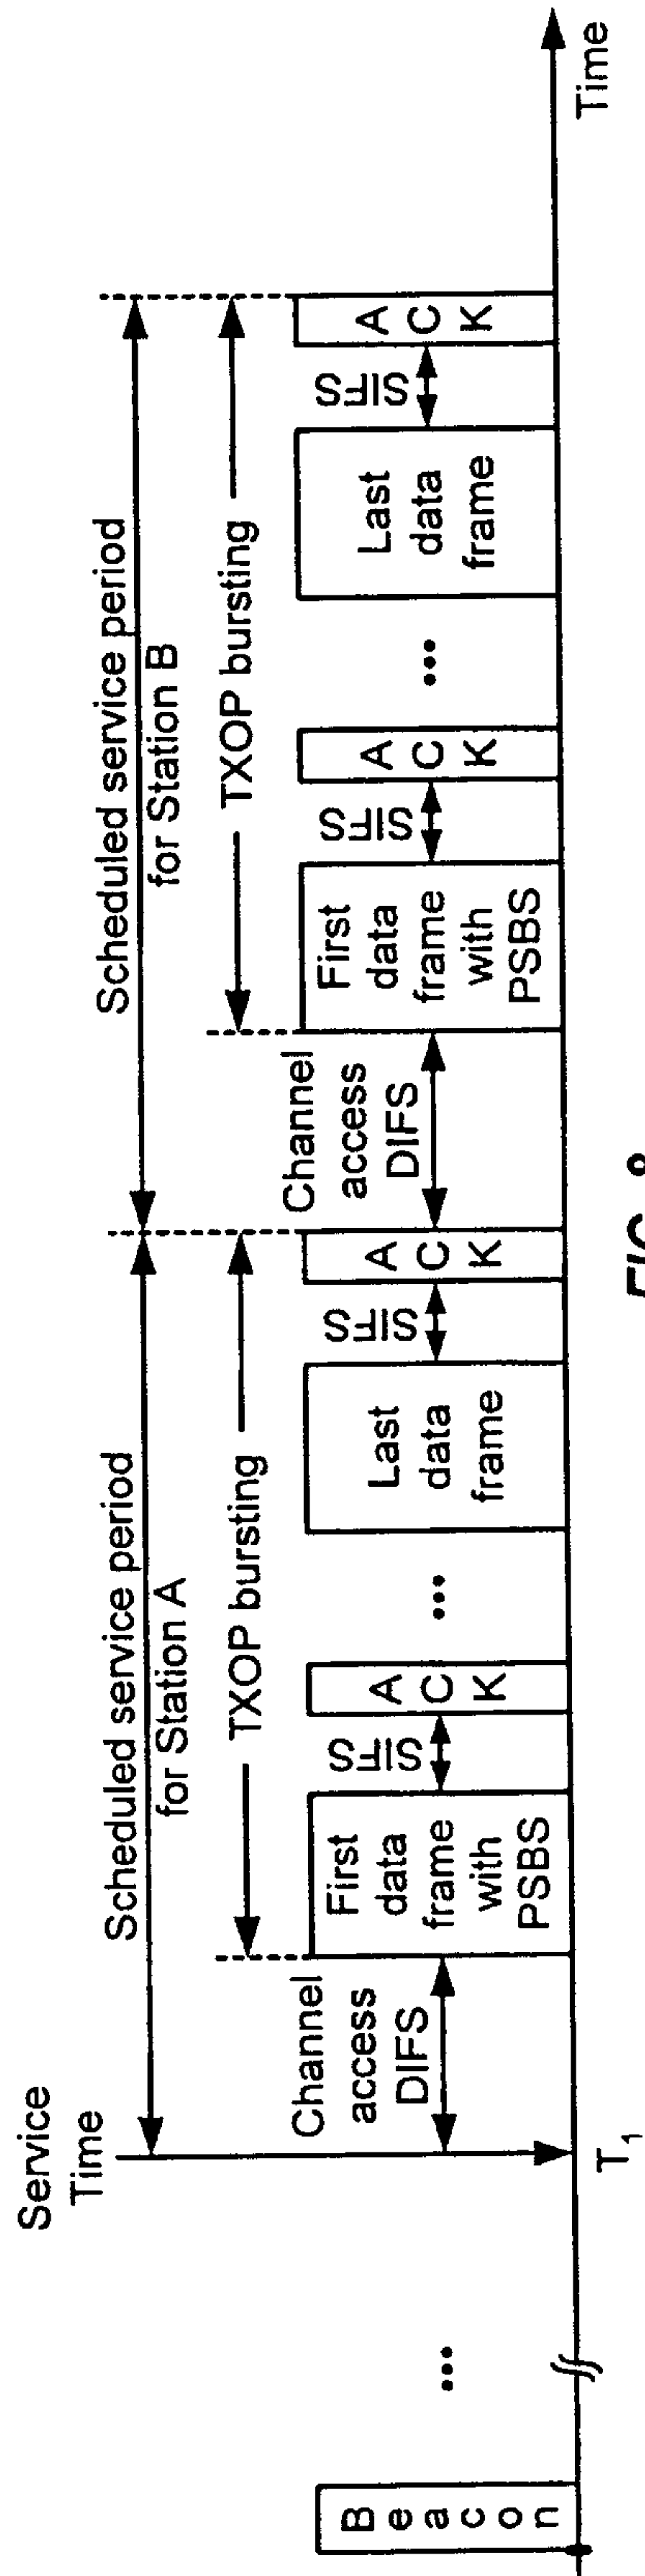 Beacon
...
Service
Time
T1
Scheduled service period
for Station A
TXOP bursting
Channel
access
DIFS
First
data
frame
with
PSBS
SIFS
ACK
...
Last
data
frame
SIFS
ACK
Scheduled service period
for Station B
TXOP bursting
Channel
access
DIFS
First
data
frame
with
PSBS
SIFS
ACK
...
Last
data
frame
SIFS
ACK
Time